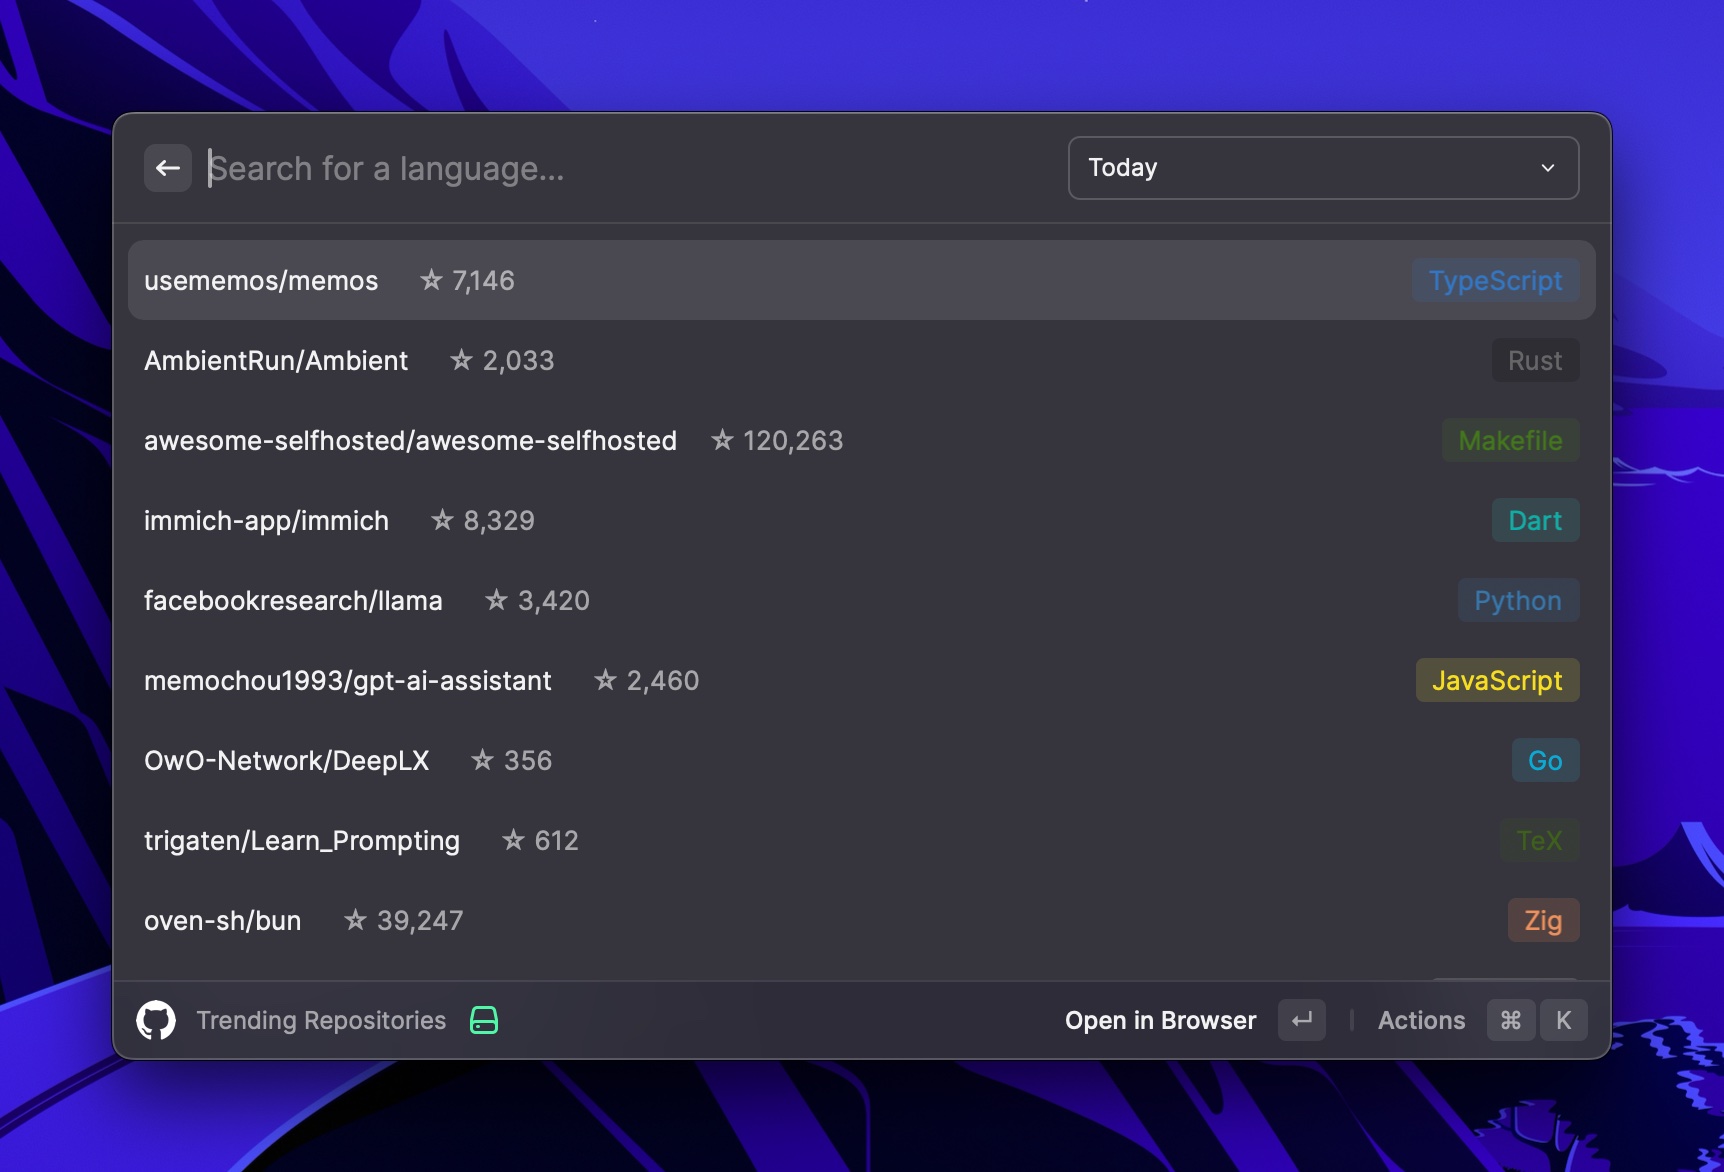 Search for a language...
Today
usememos/memos ☆ 7,146 TypeScript
AmbientRun/Ambient ☆ 2,033 Rust
awesome-selfhosted/awesome-selfhosted ☆ 120,263 Makefile
immich-app/immich ☆ 8,329 Dart
facebookresearch/llama ☆ 3,420 Python
memochou1993/gpt-ai-assistant ☆ 2,460 JavaScript
OwO-Network/DeepLX ☆ 356 Go
trigaten/Learn_Prompting ☆ 612 TeX
oven-sh/bun ☆ 39,247 Zig
Trending Repositories Open in Browser ↵ Actions ⌘ K